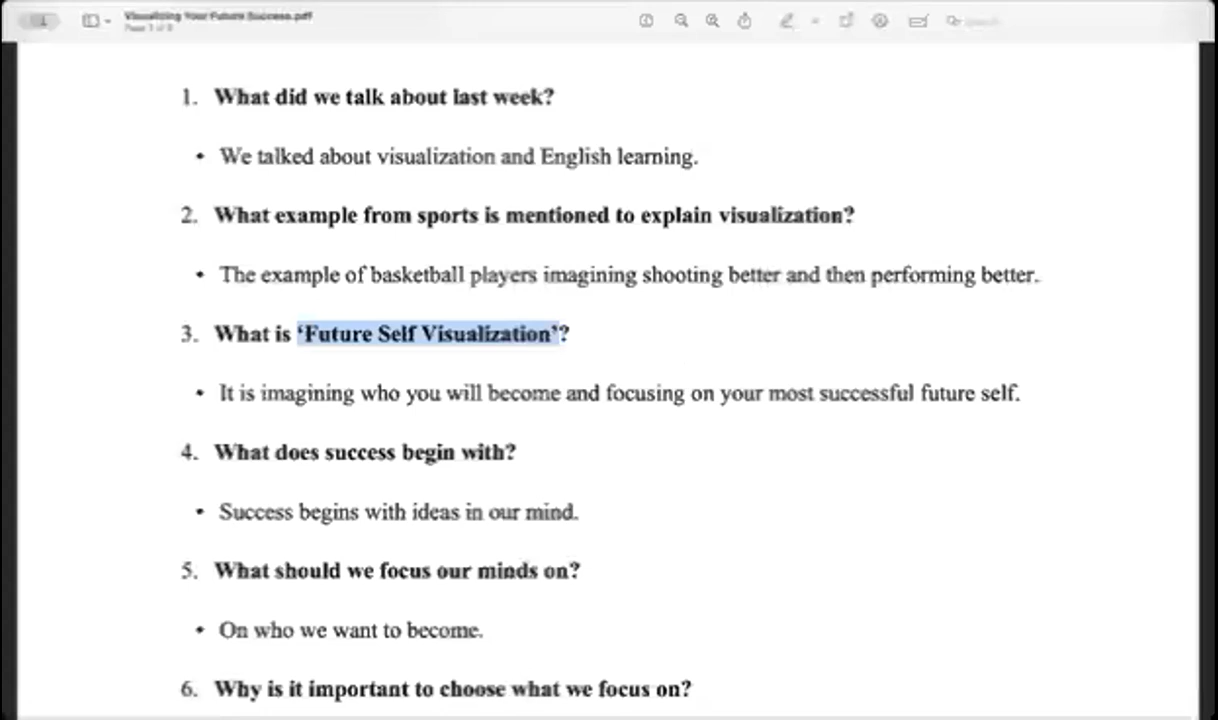 Visualizing Your Future Success.pdf
1. What did we talk about last week?
• We talked about visualization and English learning.
2. What example from sports is mentioned to explain visualization?
• The example of basketball players imagining shooting better and then performing better.
3. What is ‘Future Self Visualization’?
• It is imagining who you will become and focusing on your most successful future self.
4. What does success begin with?
• Success begins with ideas in our mind.
5. What should we focus our minds on?
• On who we want to become.
6. Why is it important to choose what we focus on?